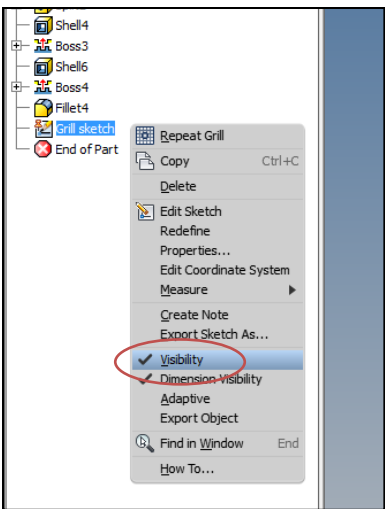 Shell4
Boss3
Shell6
Boss4
Fillet4
Grill sketch
End of Part
Repeat Grill
Copy Ctrl+C
Delete
Edit Sketch
Redefine
Properties...
Edit Coordinate System
Measure
Create Note
Export Sketch As...
Visibility
Dimension Visibility
Adaptive
Export Object
Find in Window End
How To...